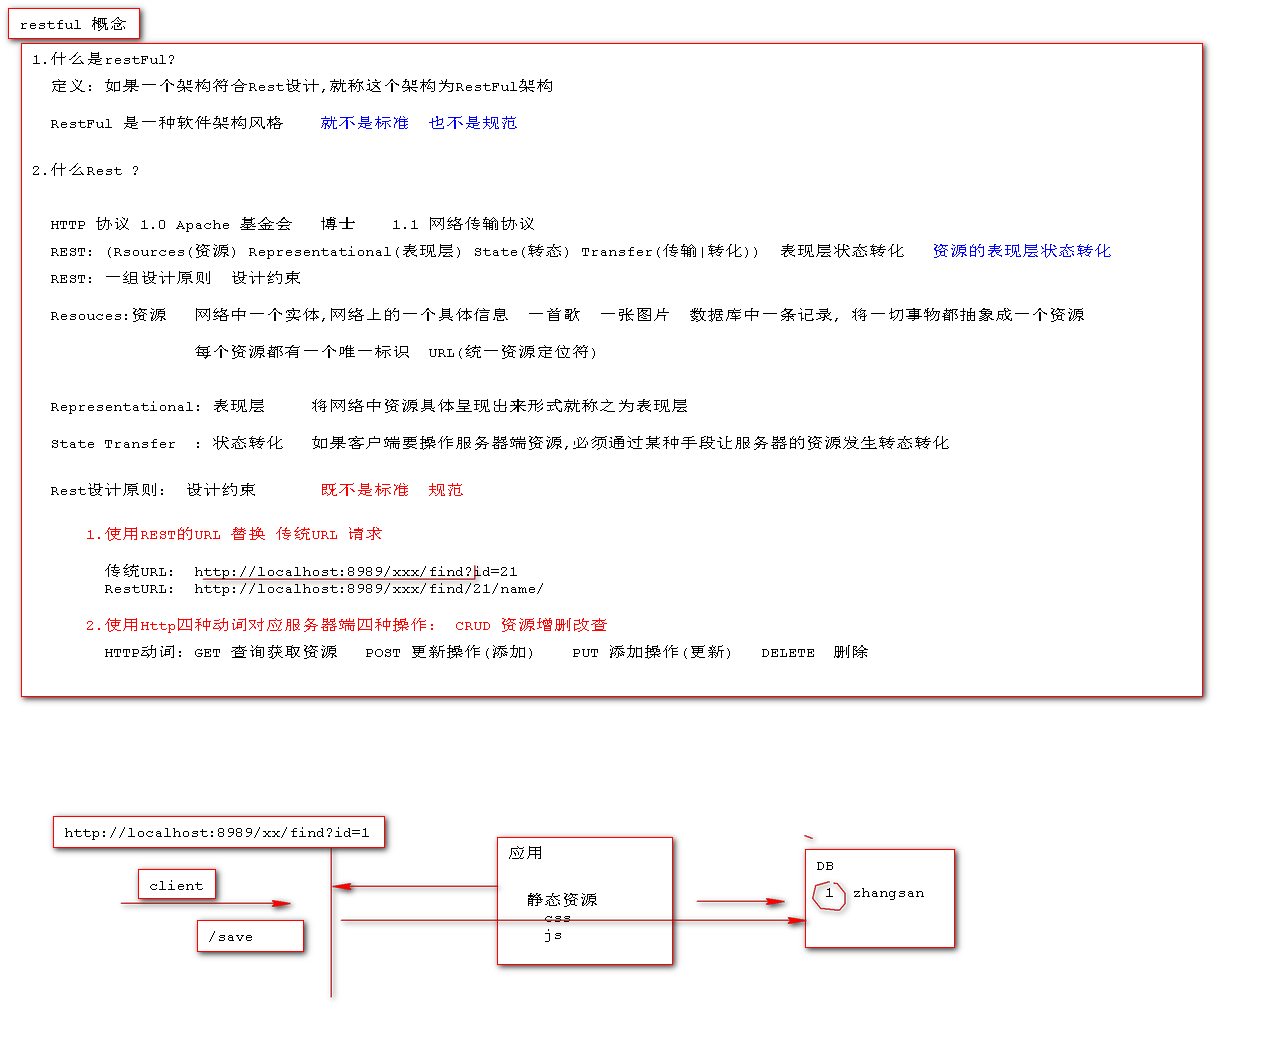 restful 概念
1.什么是restFul?
定义: 如果一个架构符合Rest设计,就称这个架构为RestFul架构
RestFul 是一种软件架构风格 就不是标准 也不是规范
2.什么Rest ?
HTTP 协议 1.0 Apache 基金会 博士 1.1 网络传输协议
REST: (Rsources(资源) Representational(表现层) State(转态) Transfer(传输|转化)) 表现层状态转化 资源的表现层状态转化
REST: 一组设计原则 设计约束
Resouces:资源 网络中一个实体,网络上的一个具体信息 一首歌 一张图片 数据库中一条记录, 将一切事物都抽象成一个资源
每个资源都有一个唯一标识 URL(统一资源定位符)
Representational: 表现层 将网络中资源具体呈现出来形式就称之为表现层
State Transfer : 状态转化 如果客户端要操作服务器端资源,必须通过某种手段让服务器的资源发生转态转化
Rest设计原则: 设计约束 既不是标准 规范
1.使用REST的URL 替换 传统URL 请求
传统URL: http://localhost:8989/xxx/find?id=21
RestURL: http://localhost:8989/xxx/find/21/name/
2.使用Http四种动词对应服务器端四种操作: CRUD 资源增删改查
HTTP动词: GET 查询获取资源 POST 更新操作(添加) PUT 添加操作(更新) DELETE 删除
http://localhost:8989/xx/find?id=1
client
/save
应用
静态资源
css
js
DB
1 zhangsan